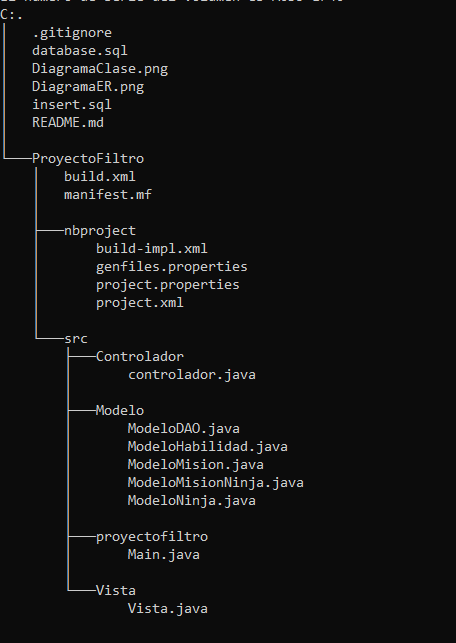 C:.
│   .gitignore
│   database.sql
│   DiagramaClase.png
│   DiagramaER.png
│   insert.sql
│   README.md
│
└───ProyectoFiltro
    │   build.xml
    │   manifest.mf
    │
    ├───nbproject
    │       build-impl.xml
    │       genfiles.properties
    │       project.properties
    │       project.xml
    │
    └───src
        ├───Controlador
        │       controlador.java
        │
        ├───Modelo
        │       ModeloDAO.java
        │       ModeloHabilidad.java
        │       ModeloMision.java
        │       ModeloMisionNinja.java
        │       ModeloNinja.java
        │
        ├───proyectofiltro
        │       Main.java
        │
        └───Vista
                Vista.java